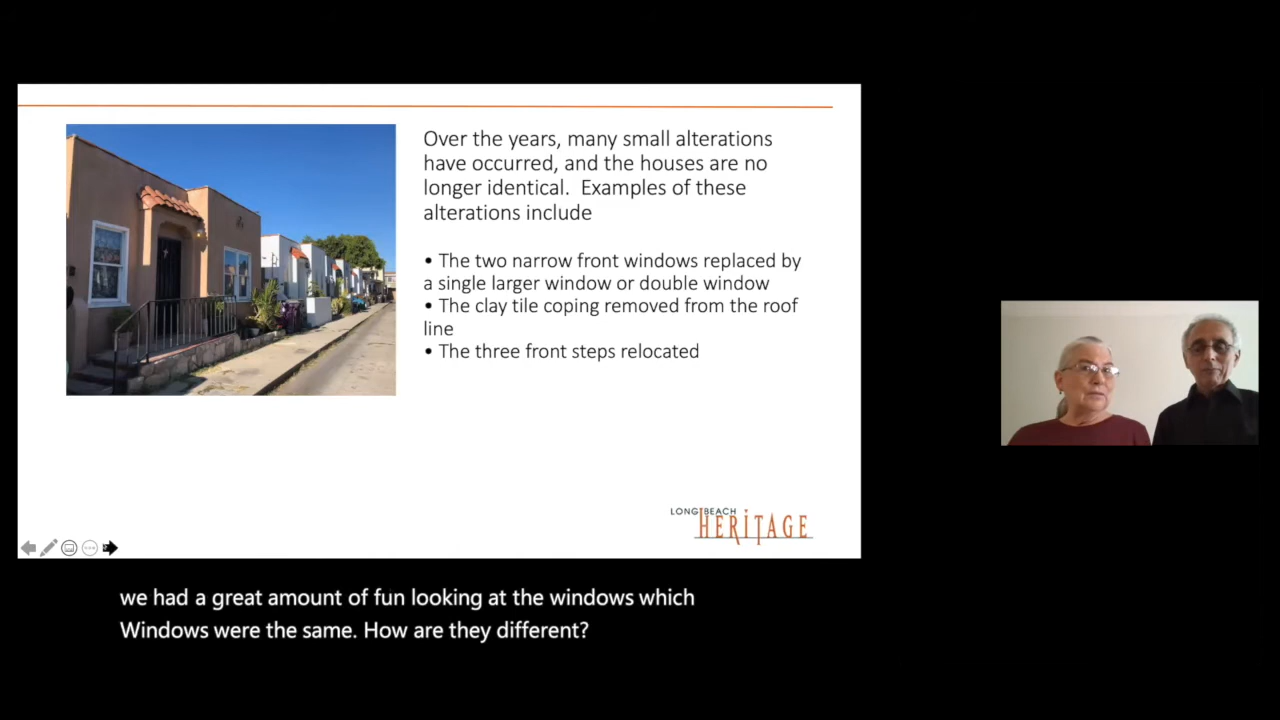 Over the years, many small alterations
have occurred, and the houses are no
longer identical.  Examples of these
alterations include
• The two narrow front windows replaced by
a single larger window or double window
• The clay tile coping removed from the roof
line
• The three front steps relocated
LONG BEACH
HERITAGE
we had a great amount of fun looking at the windows which
Windows were the same. How are they different?